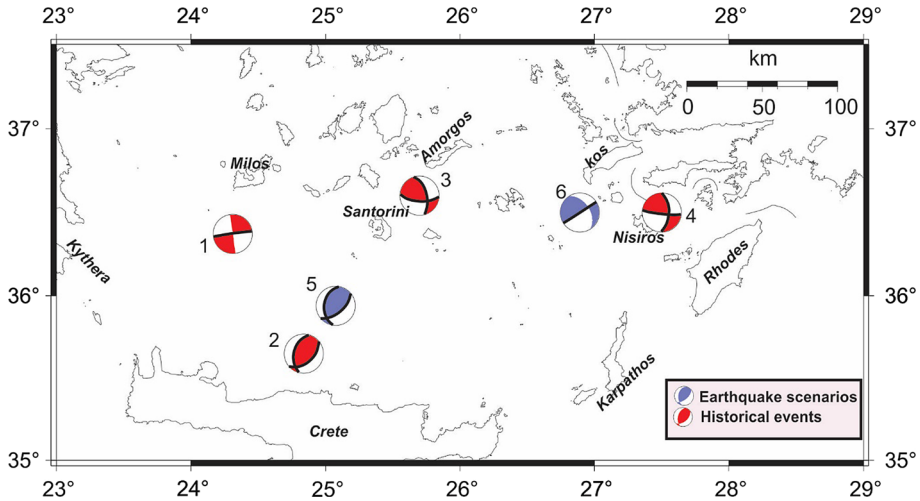 23° 24° 25° 26° 27° 28° 29°
km
0 50 100
37° 37°
Amorgos
kos
Milos
3
6
Santorini
4
1
Nisiros
Kythera
Rhodes
5
36° 36°
2
Karpathos
Earthquake scenarios
Historical events
Crete
35° 35°
23° 24° 25° 26° 27° 28° 29°